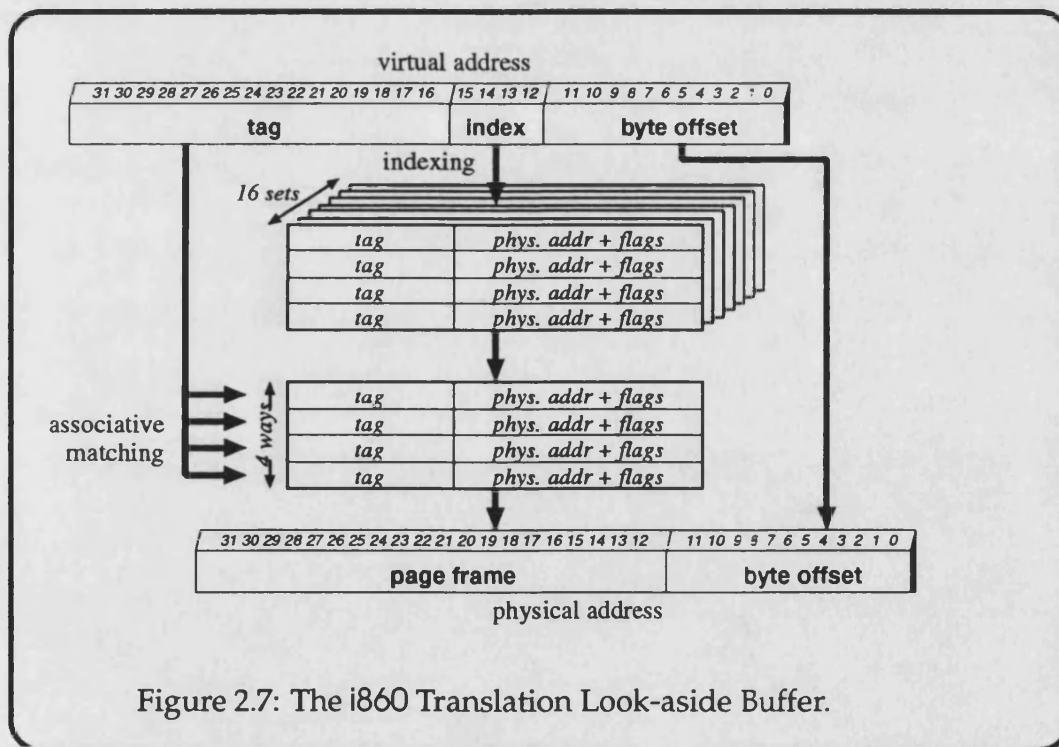 virtual address
31 30 29 28 27 26 25 24 23 22 21 20 19 18 17 16 15 14 13 12 11 10 9 8 7 6 5 4 3 2 0
tag index byte offset
indexing
16 sets
tag phys. addr + flags
tag phys. addr + flags
tag phys. addr + flags
tag phys. addr + flags
associative matching
4 ways
tag phys. addr + flags
tag phys. addr + flags
tag phys. addr + flags
tag phys. addr + flags
31 30 29 28 27 26 25 24 23 22 21 20 19 18 17 16 15 14 13 12 11 10 9 7 6 5 4 3 2 1 0
page frame byte offset
physical address
Figure 2.7: The i860 Translation Look-aside Buffer.